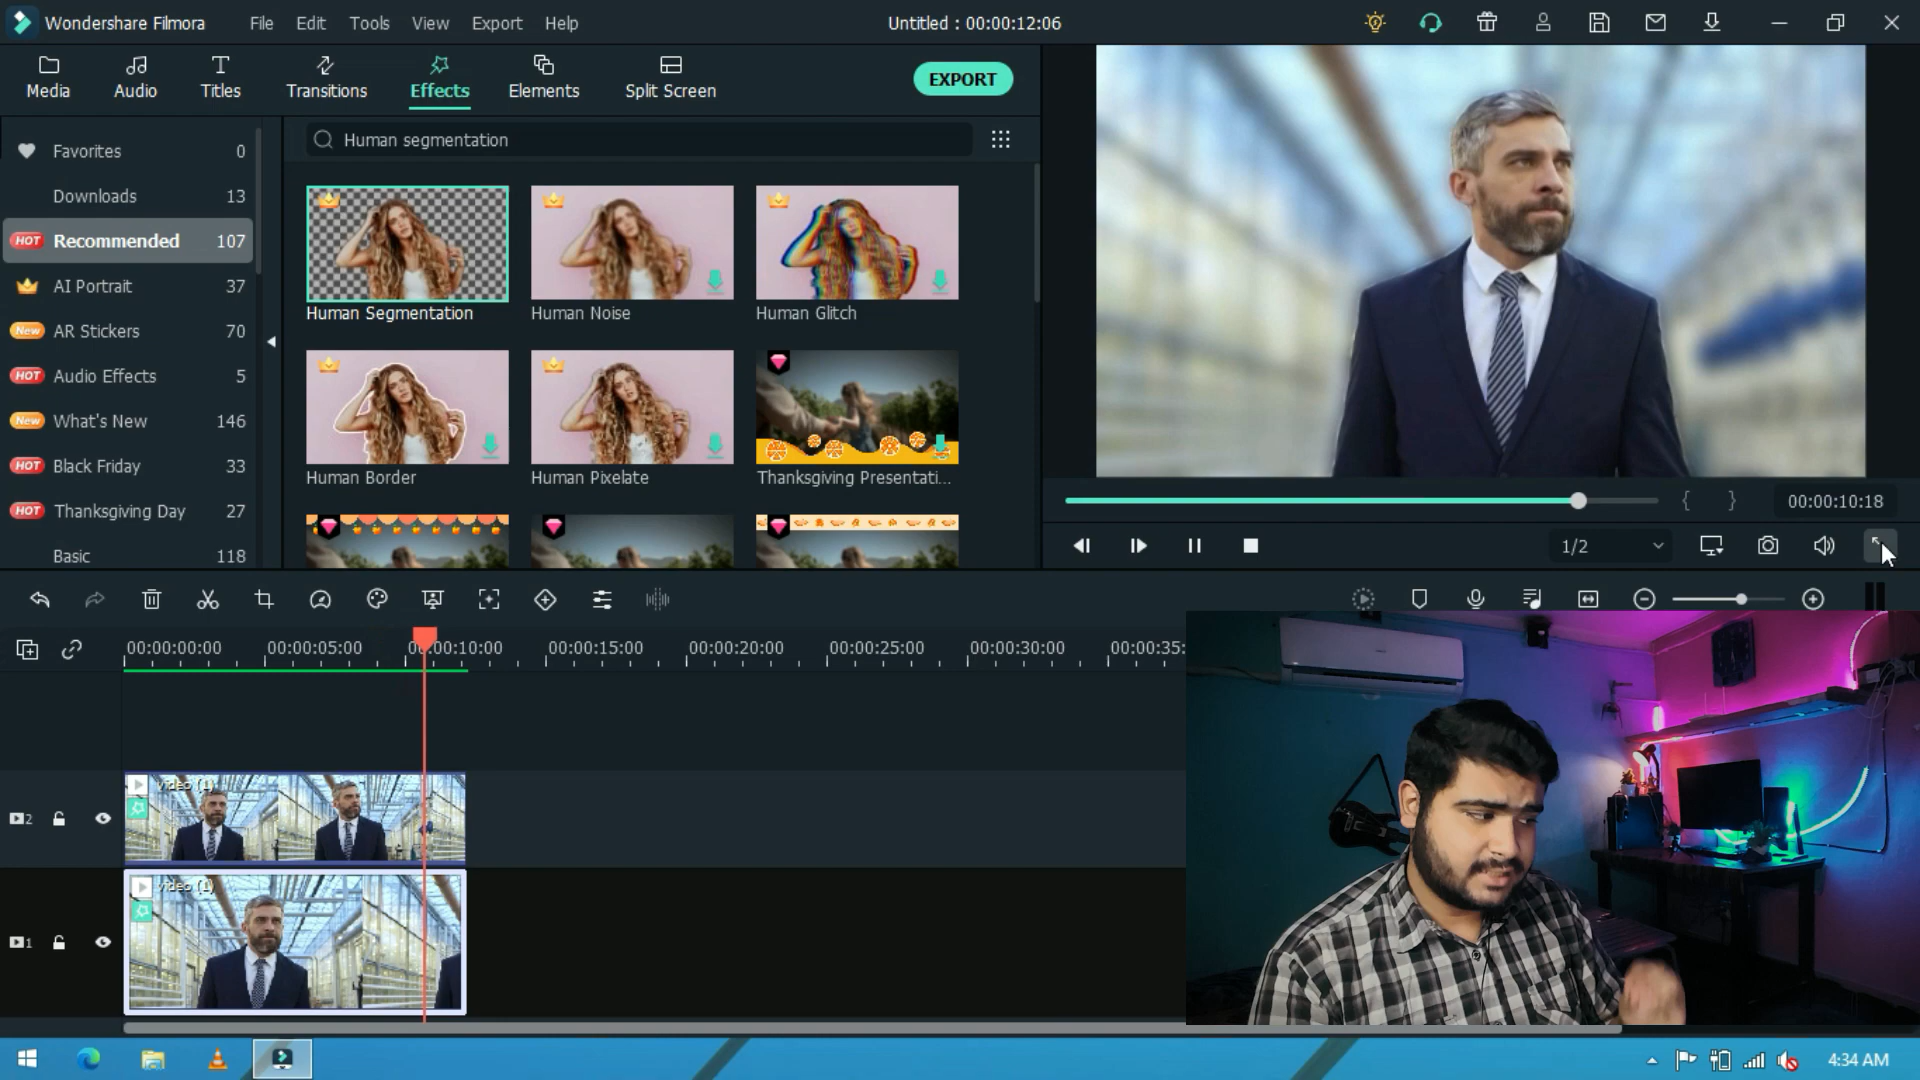 Wondershare Filmora
File Edit Tools View Export Help
Untitled : 00:00:12:06
Media Audio Titles Transitions Effects Elements Split Screen
EXPORT
Human segmentation
Favorites 0
Downloads 13
HOT Recommended 107
AI Portrait 37
New AR Stickers 70
HOT Audio Effects 5
New What's New 146
HOT Black Friday 33
HOT Thanksgiving Day 27
Basic 118
Human Segmentation
Human Noise
Human Glitch
Human Border
Human Pixelate
Thanksgiving Presentati...
{ } 00:00:10:18
1/2
00:00:00:00 00:00:05:00 00:00:10:00 00:00:15:00 00:00:20:00 00:00:25:00 00:00:30:00 00:00:35:
video (1)
2
video (1)
1
4:34 AM